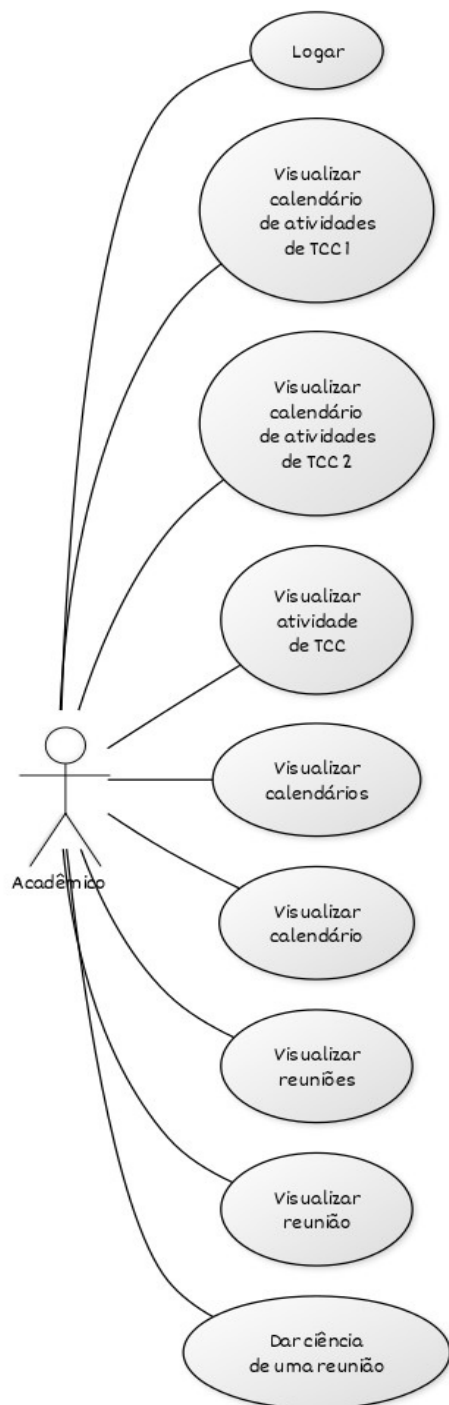 Logar
Visualizar
calendário
de atividades
de TCC 1
Visualizar
calendário
de atividades
de TCC 2
Visualizar
atividade
de TCC
Visualizar
calendários
Acadêmico
Visualizar
calendário
Visualizar
reuniões
Visualizar
reunião
Dar ciência
de uma reunião